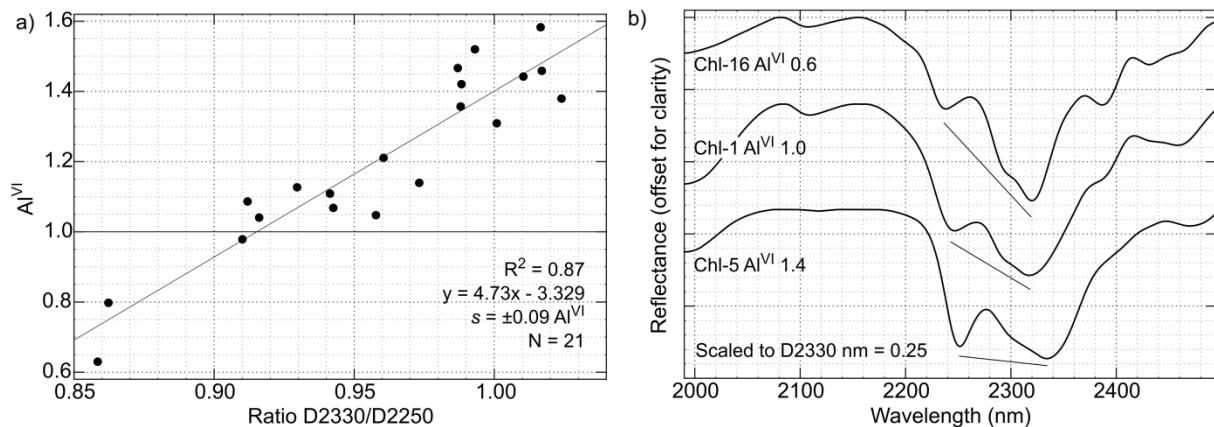 a)
1.6
1.4
1.2
1.0
0.8
0.6
Al^VI
R² = 0.87
y = 4.73x - 3.329
s = ±0.09 Al^VI
N = 21
0.85
0.90
0.95
1.00
Ratio D2330/D2250
b)
Reflectance (offset for clarity)
Chl-16 Al^VI 0.6
Chl-1 Al^VI 1.0
Chl-5 Al^VI 1.4
Scaled to D2330 nm = 0.25
2000
2100
2200
2300
2400
Wavelength (nm)